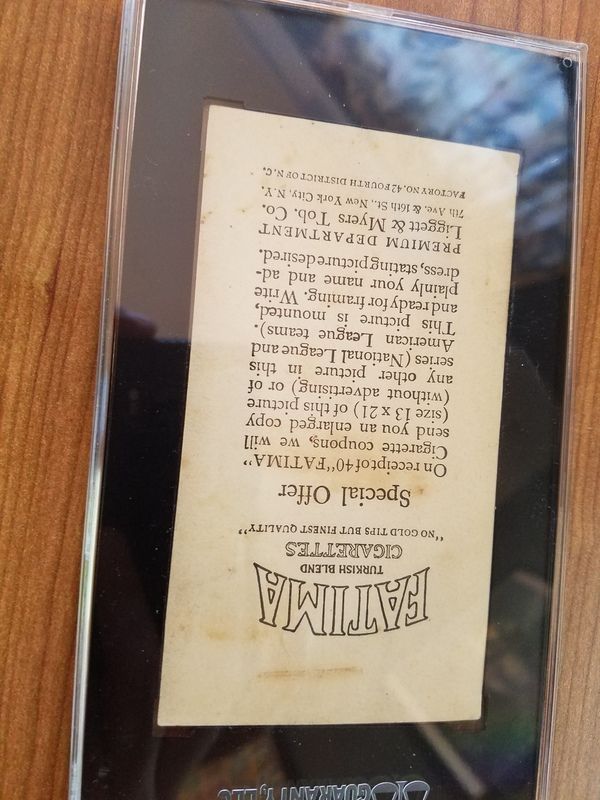 FATIMA
TURKISH BLEND
CIGARETTES
"NO GOLD TIPS BUT FINEST QUALITY"
Special Offer
On receipt of 40 "FATIMA"
Cigarette coupons, we will
send you an enlarged copy
(size 13 x 21) of this picture
(without advertising) or of
any other picture in this
series (National League and
American League teams).
This picture is mounted,
and ready for framing. Write
plainly your name and ad-
dress, stating picture desired.
PREMIUM DEPARTMENT
Liggett & Myers Tob. Co.
7th Ave. & 16th St., New York City, N.Y.
FACTORY NO. 42 FOURTH DISTRICT OF N.C.
GUARANTY, LLC